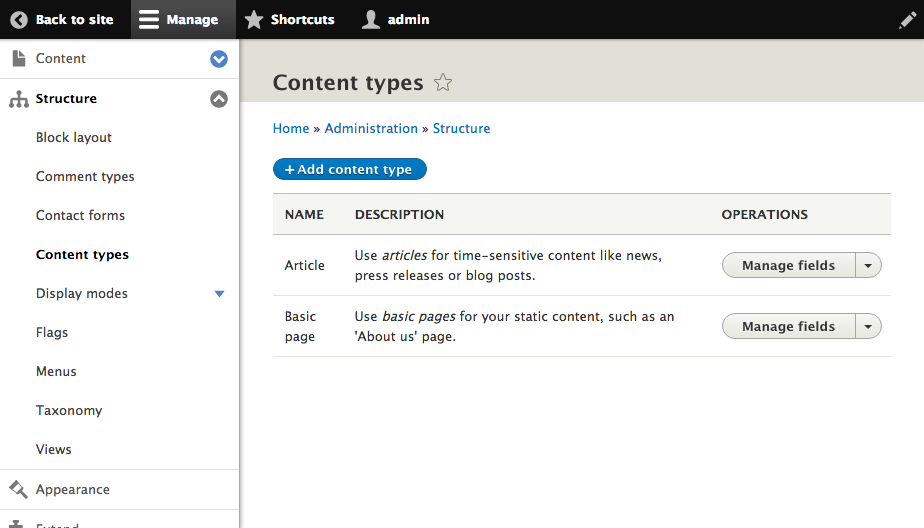 Back to site
Manage
Shortcuts
admin
Content
Structure
Block layout
Comment types
Contact forms
Content types
Display modes
Flags
Menus
Taxonomy
Views
Appearance
Extend
Content types
Home » Administration » Structure
+ Add content type
NAME DESCRIPTION OPERATIONS
Article
Use articles for time-sensitive content like news,
press releases or blog posts.
Manage fields
Basic
page
Use basic pages for your static content, such as an
'About us' page.
Manage fields